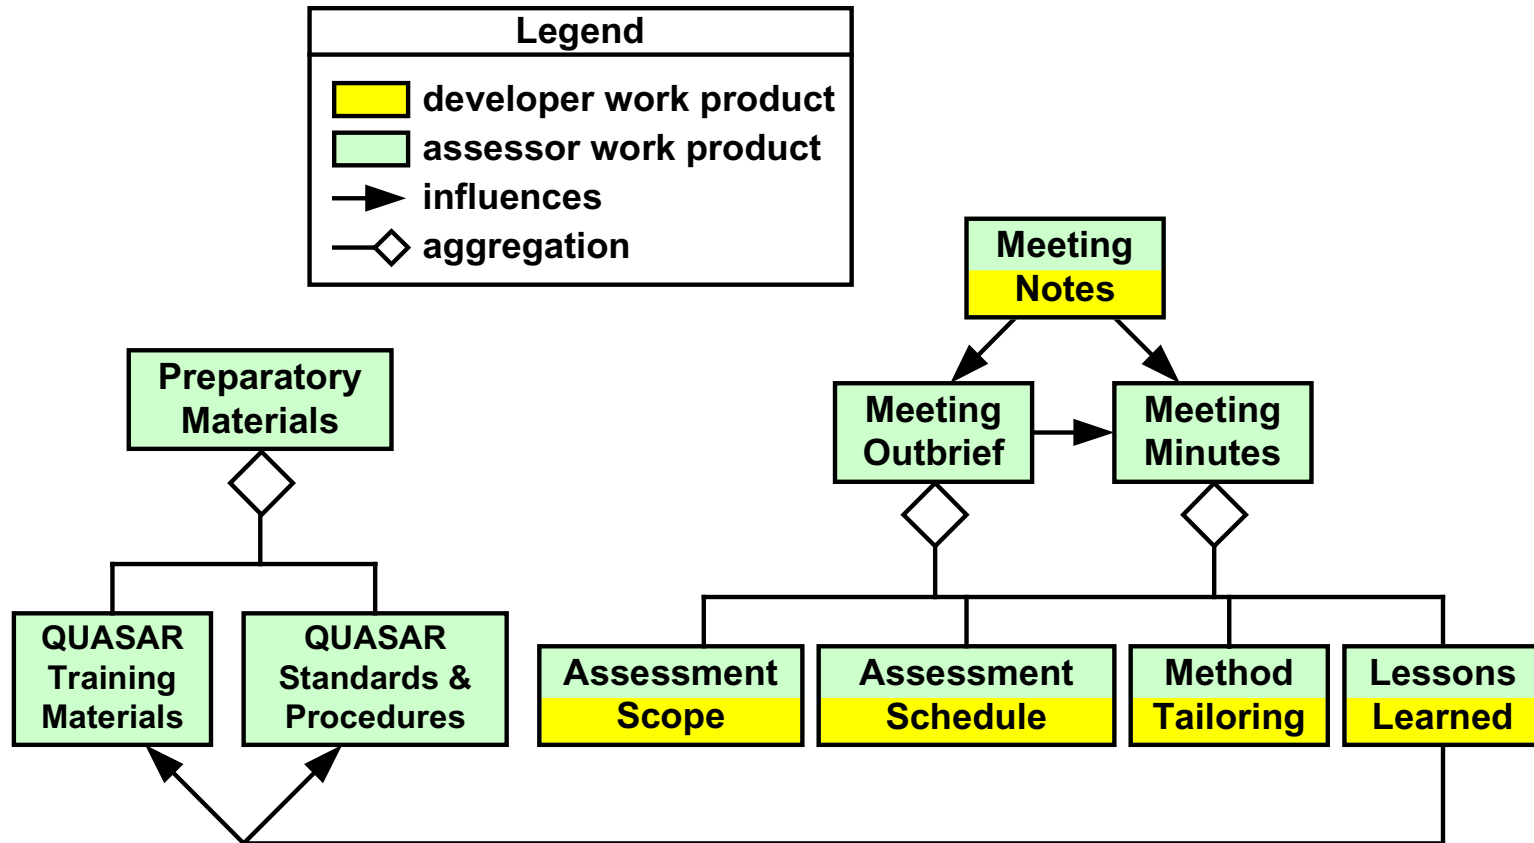 Legend
developer work product
assessor work product
influences
aggregation
Meeting
Notes
Preparatory
Materials
Meeting
Outbrief
Meeting
Minutes
QUASAR
Training
Materials
QUASAR
Standards &
Procedures
Assessment
Scope
Assessment
Schedule
Method
Tailoring
Lessons
Learned